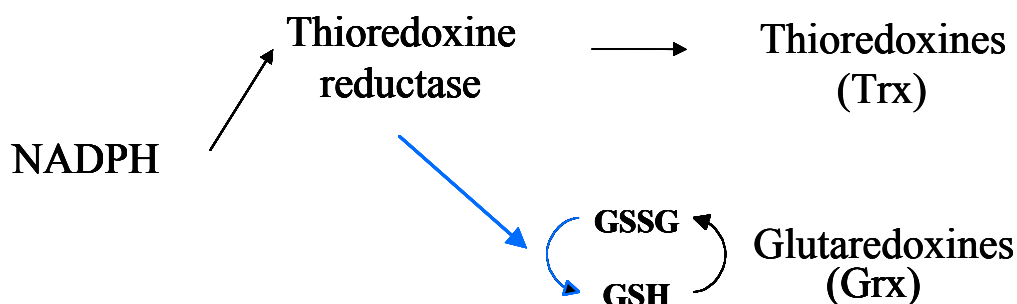 Thioredoxine
reductase
Thioredoxines
(Trx)
NADPH
GSSG
GSH
Glutaredoxines
(Grx)